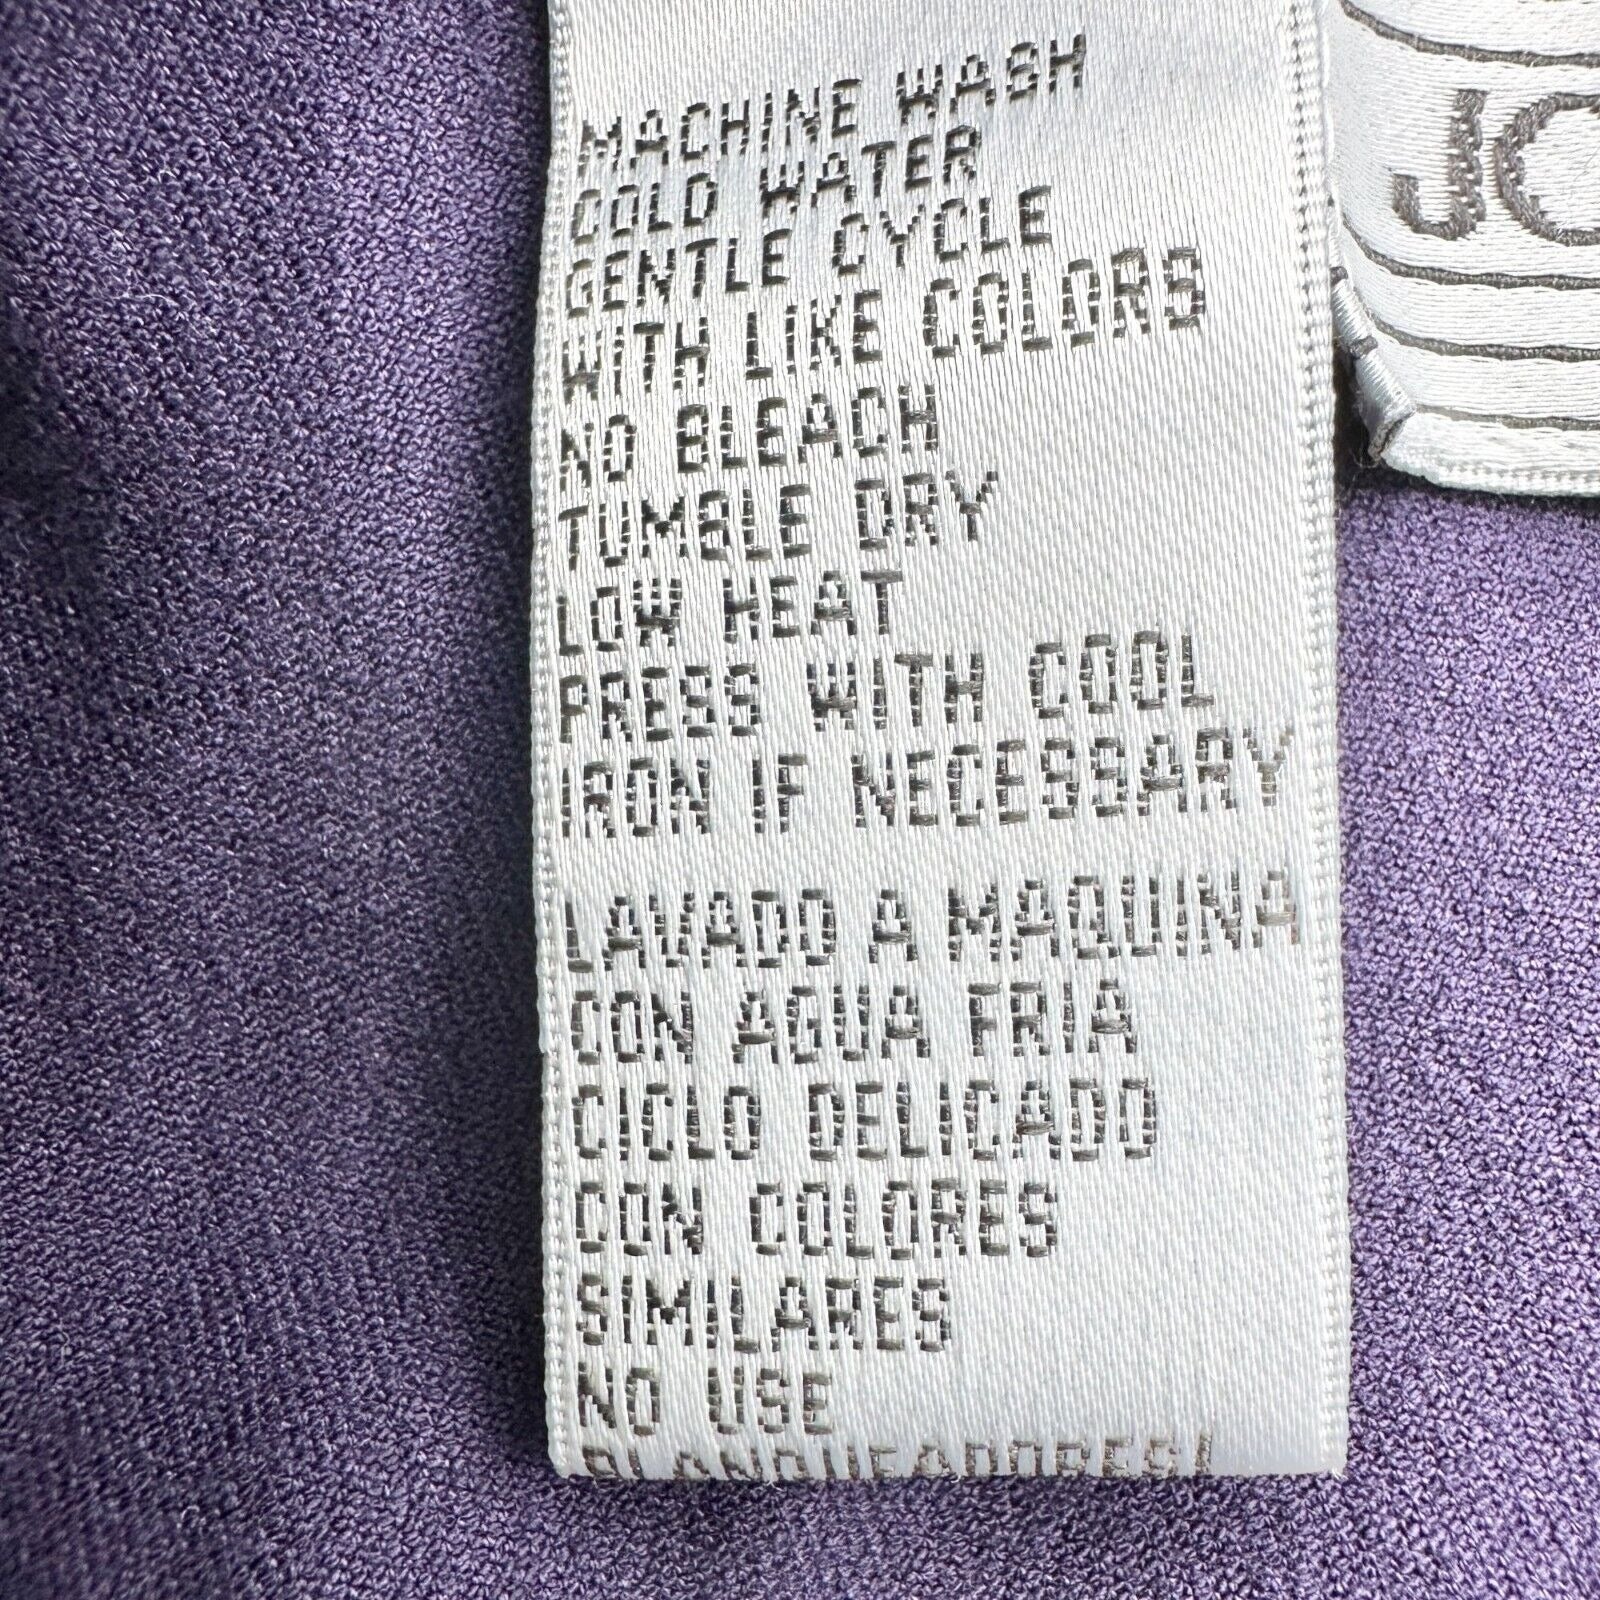 MACHINE WASH
COLD WATER
GENTLE CYCLE
WITH LIKE COLORS
NO BLEACH
TUMBLE DRY
LOW HEAT
PRESS WITH COOL
IRON IF NECESSARY
LAVADO A MAQUINA
CON AGUA FRIA
CICLO DELICADO
CON COLORES
SIMILARES
NO USE